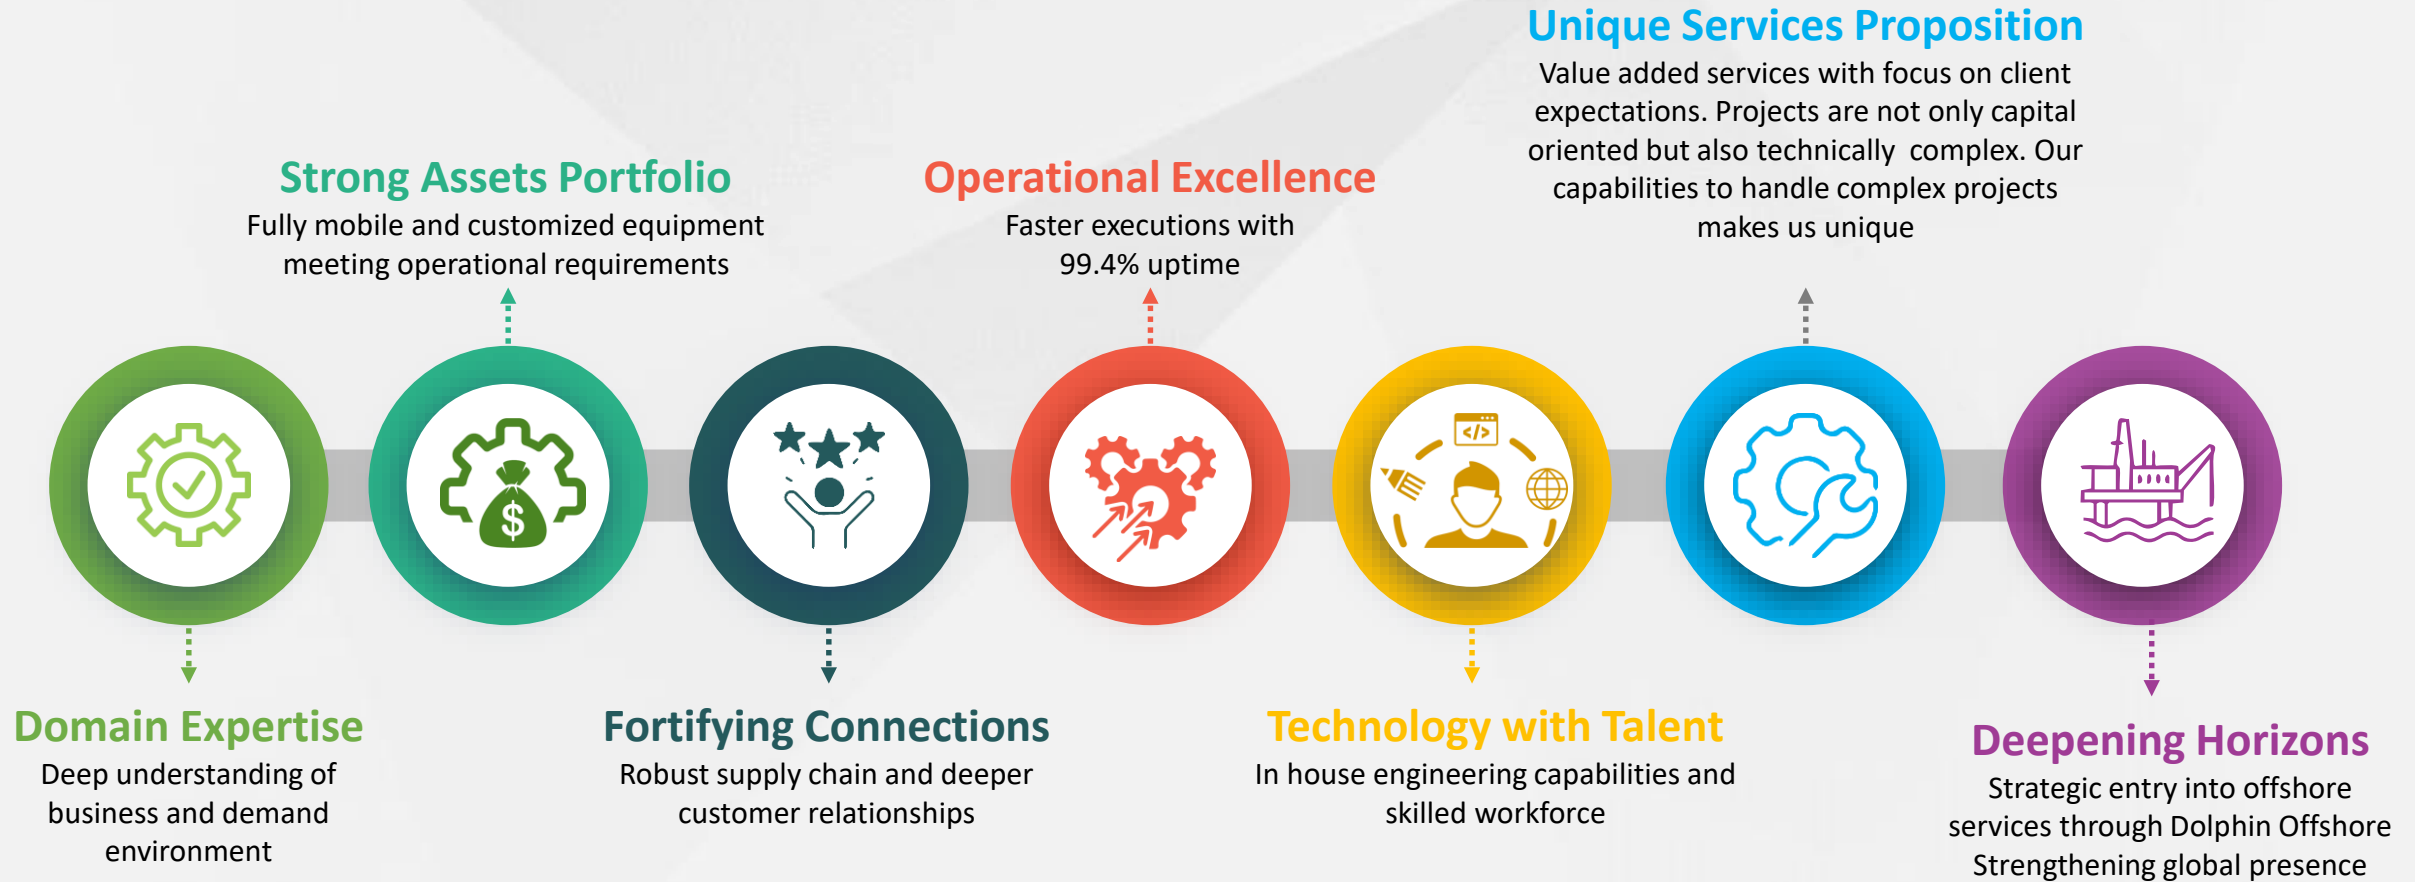 Unique Services Proposition
Value added services with focus on client
expectations. Projects are not only capital
oriented but also technically  complex. Our
capabilities to handle complex projects
makes us unique
Strong Assets Portfolio
Fully mobile and customized equipment
meeting operational requirements
Operational Excellence
Faster executions with
99.4% uptime
$
</>
Domain Expertise
Deep understanding of
business and demand
environment
Fortifying Connections
Robust supply chain and deeper
customer relationships
Technology with Talent
In house engineering capabilities and
skilled workforce
Deepening Horizons
Strategic entry into offshore
services through Dolphin Offshore
Strengthening global presence